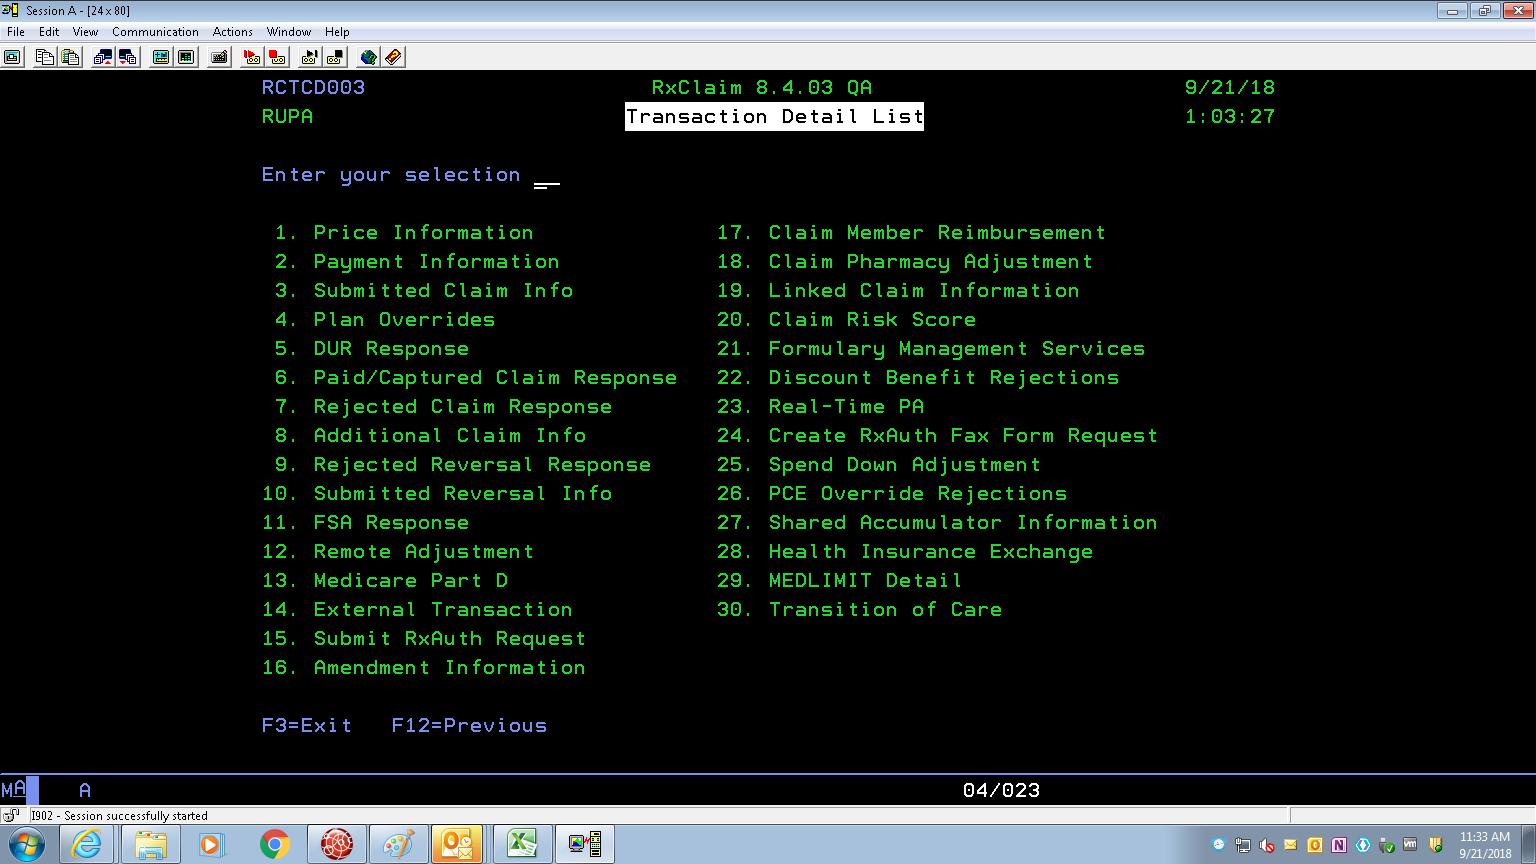 Session A - [24 x 80]
File Edit View Communication Actions Window Help
RCTCD003 RxClaim 8.4.03 QA 9/21/18
RUPA Transaction Detail List 1:03:27
Enter your selection __
1. Price Information 17. Claim Member Reimbursement
2. Payment Information 18. Claim Pharmacy Adjustment
3. Submitted Claim Info 19. Linked Claim Information
4. Plan Overrides 20. Claim Risk Score
5. DUR Response 21. Formulary Management Services
6. Paid/Captured Claim Response 22. Discount Benefit Rejections
7. Rejected Claim Response 23. Real-Time PA
8. Additional Claim Info 24. Create RxAuth Fax Form Request
9. Rejected Reversal Response 25. Spend Down Adjustment
10. Submitted Reversal Info 26. PCE Override Rejections
11. FSA Response 27. Shared Accumulator Information
12. Remote Adjustment 28. Health Insurance Exchange
13. Medicare Part D 29. MEDLIMIT Detail
14. External Transaction 30. Transition of Care
15. Submit RxAuth Request
16. Amendment Information
F3=Exit F12=Previous
MA A 04/023
I902 - Session successfully started
11:33 AM
9/21/2018